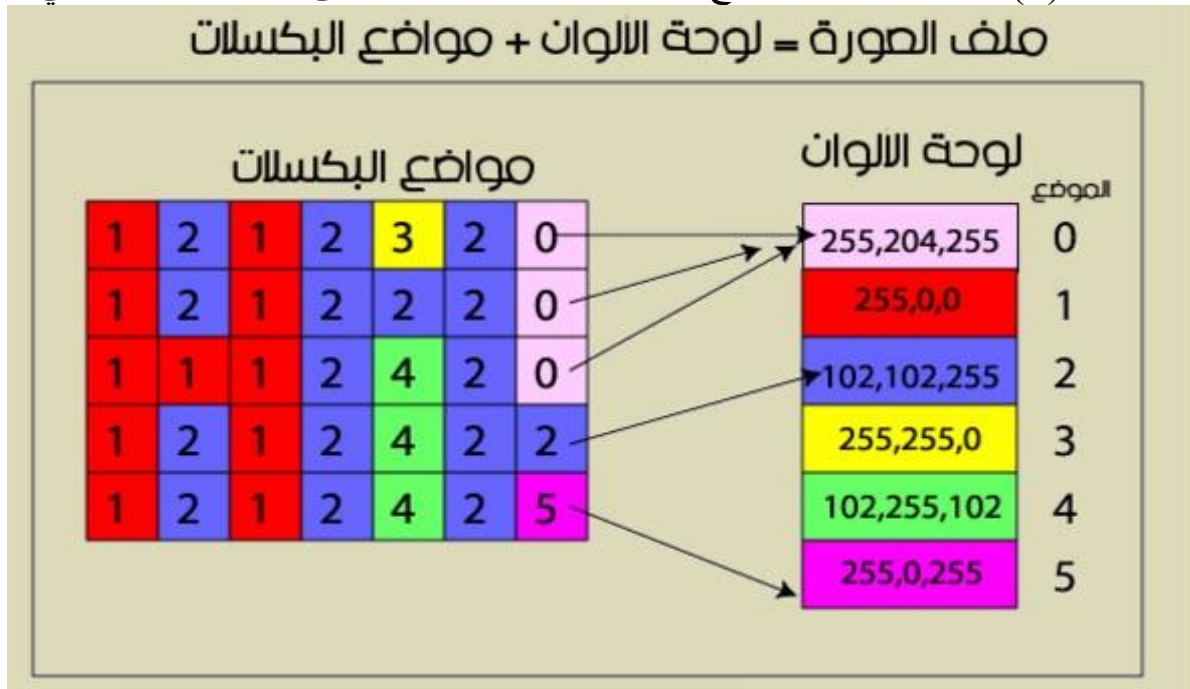 ملف الصورة = لوحة الالوان + مواضع البكسلات
لوحة الالوان
مواضع البكسلات
الموضع
1 2 1 2 3 2 0
1 2 1 2 2 2 0
1 1 1 2 4 2 0
1 2 1 2 4 2 2
1 2 1 2 4 2 5
255,204,255 0
255,0,0 1
102,102,255 2
255,255,0 3
102,255,102 4
255,0,255 5